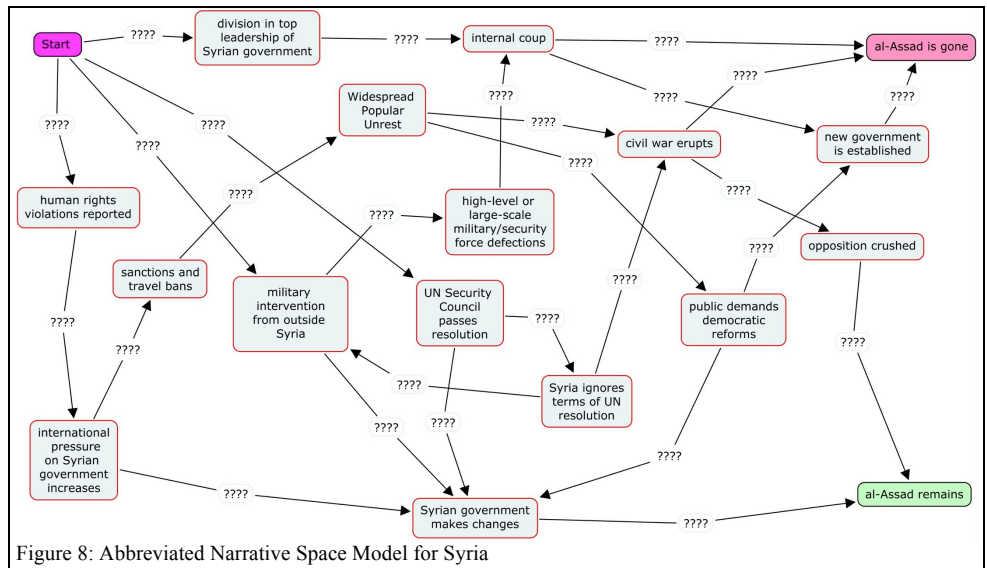 Start
????
division in top
leadership of
Syrian government
????
internal coup
????
al-Assad is gone
????
????
????
????
Widespread
Popular
Unrest
????
????
civil war erupts
????
????
new government
is established
????
????
human rights
violations reported
????
????
high-level or
large-scale
military/security
force defections
????
????
opposition crushed
sanctions and
travel bans
????
military
intervention
from outside
Syria
UN Security
Council
passes
resolution
????
public demands
democratic
reforms
????
????
????
Syria ignores
terms of UN
resolution
????
????
international
pressure
on Syrian
government
increases
????
????
Syrian government
makes changes
????
al-Assad remains
Figure 8: Abbreviated Narrative Space Model for Syria